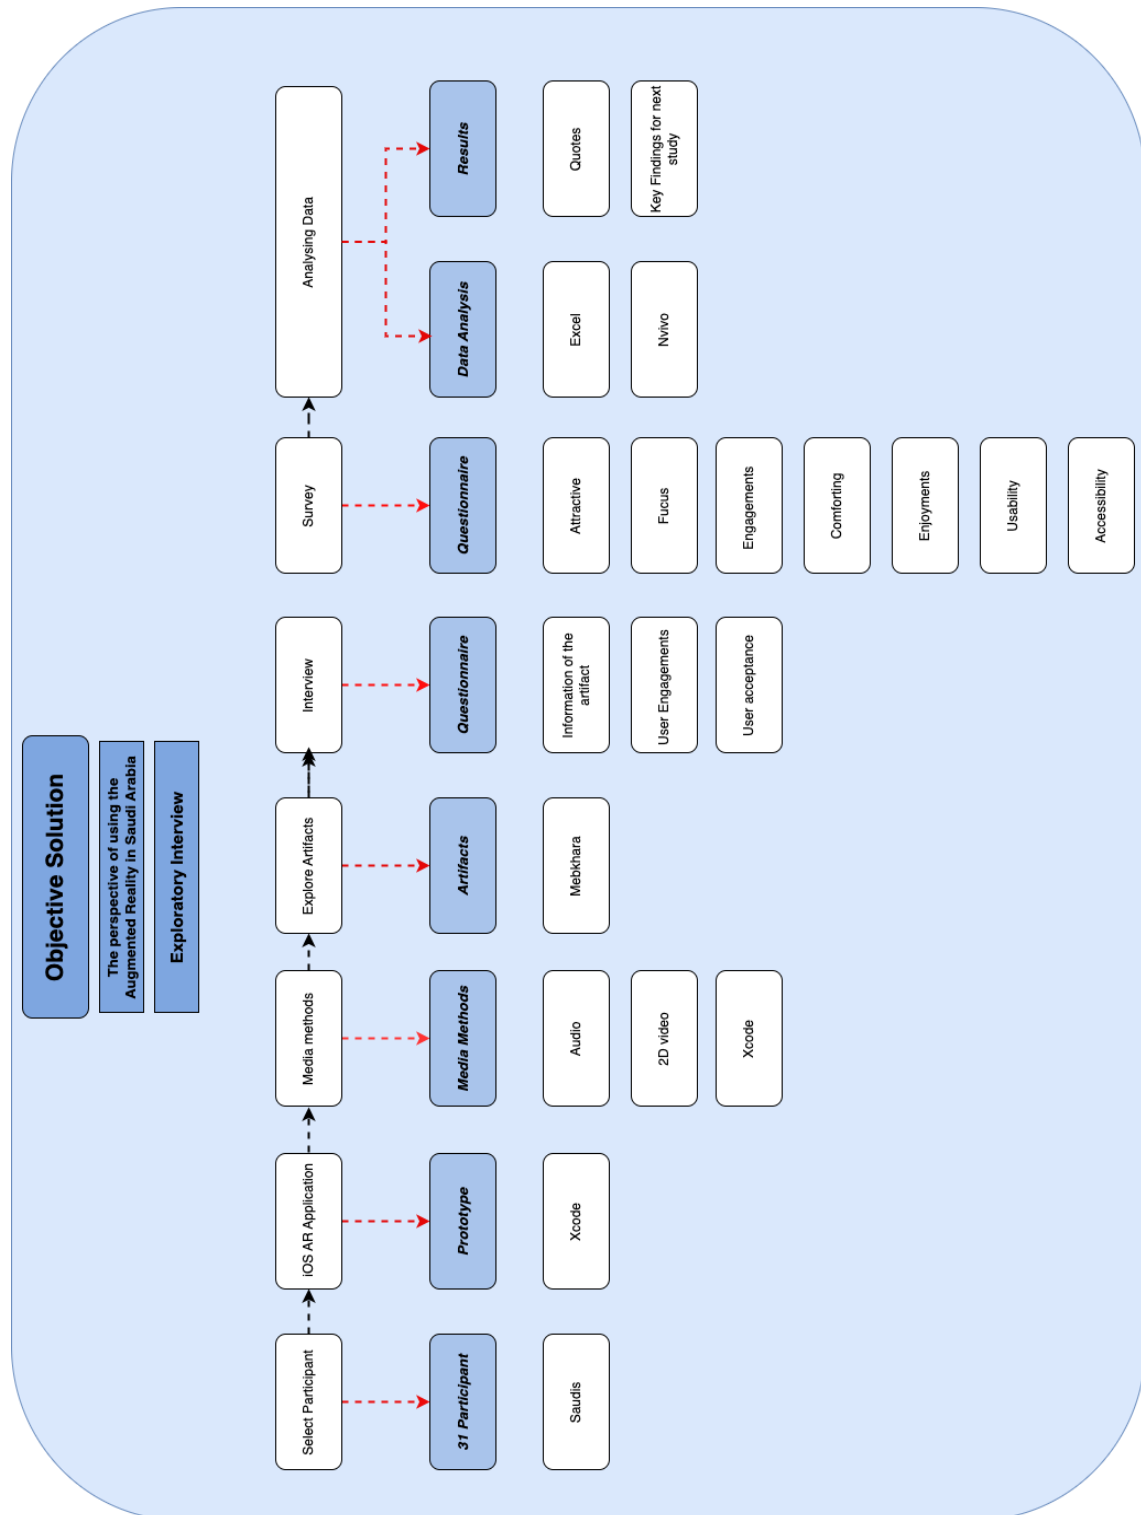 Objective Solution
The perspective of using the
Augmented Reality in Saudi Arabia
Exploratory Interview
Select Participant
iOS AR Application
Media methods
Explore Artifacts
Interview
Survey
Analysing Data
31 Participant
Prototype
Media Methods
Artifacts
Questionnaire
Questionnaire
Data Analysis
Results
Saudis
Xcode
Audio
Mebkhara
Information of the
artifact
Attractive
Excel
Quotes
2D video
User Engagements
Fucus
Nvivo
Key Findings for next
study
Xcode
User acceptance
Engagements
Comforting
Enjoyments
Usability
Accessibility